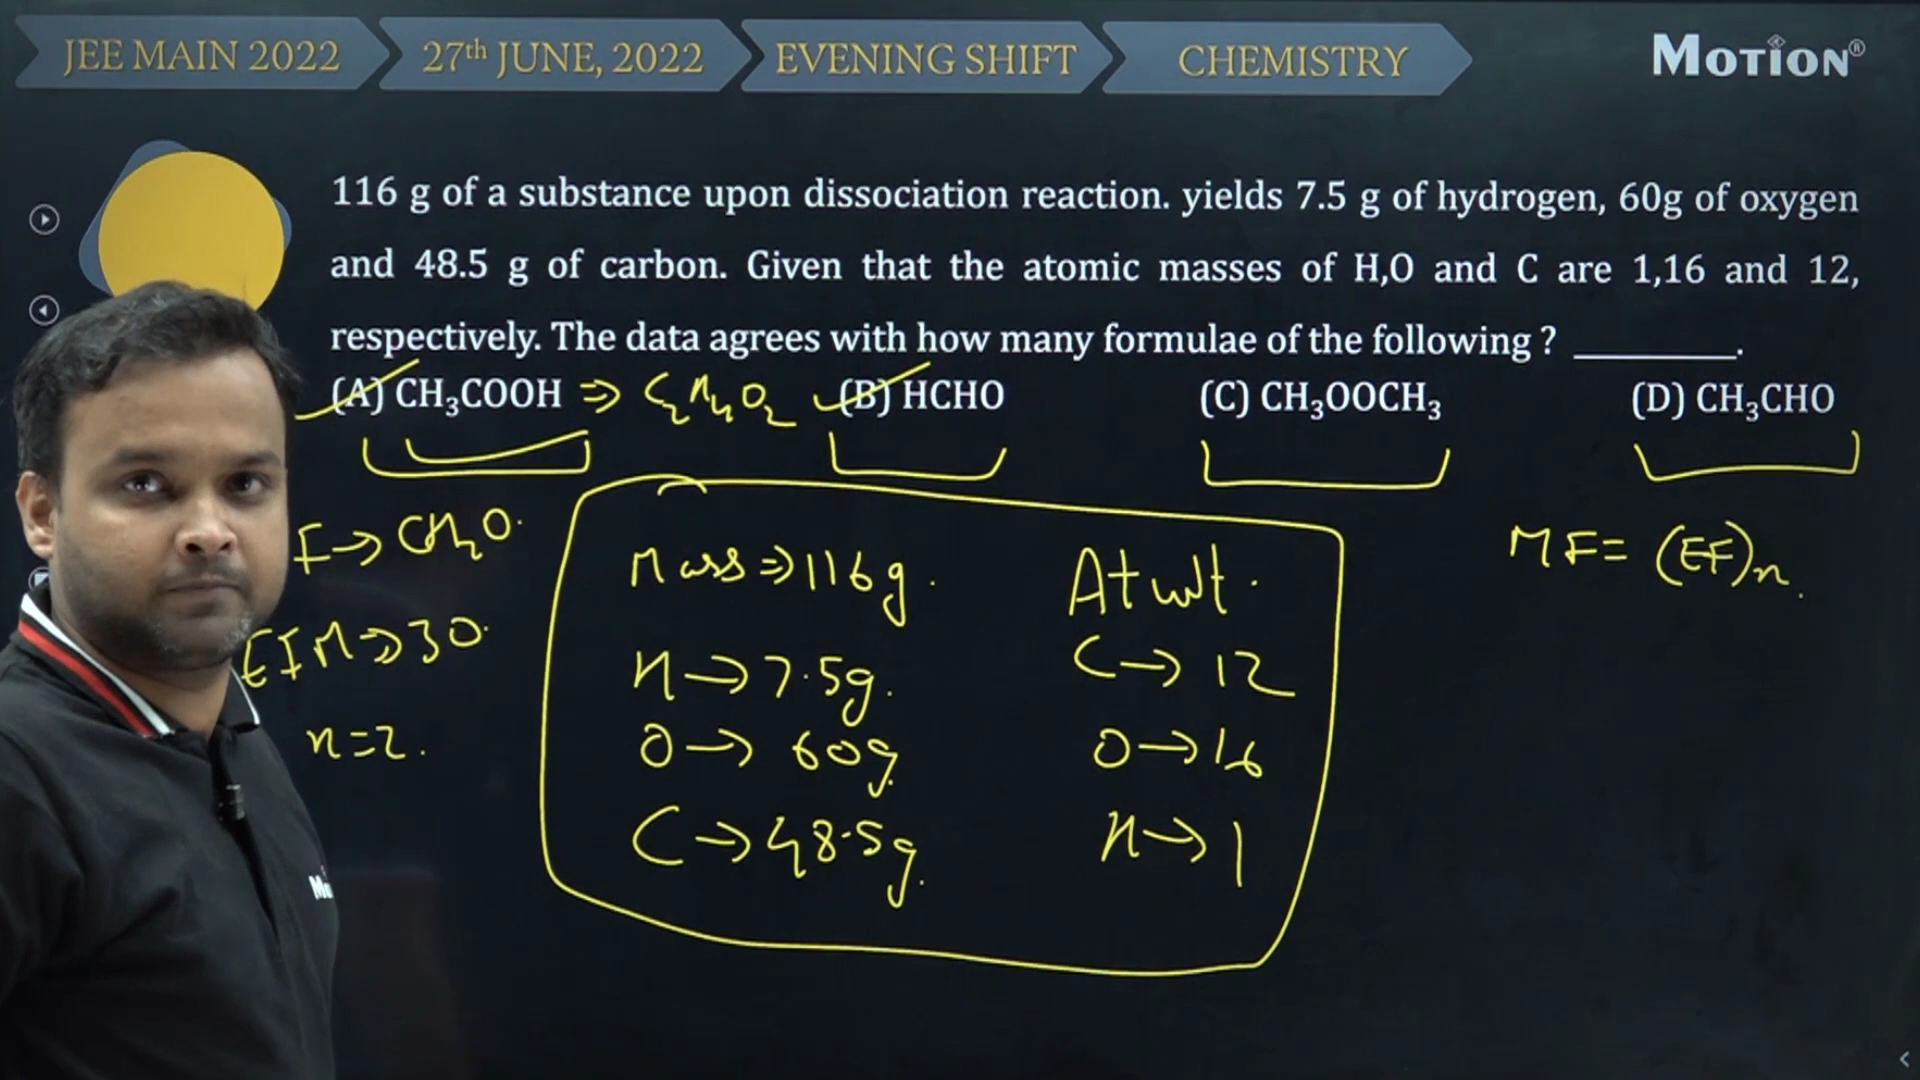 JEE MAIN 2022 27th JUNE, 2022 EVENING SHIFT CHEMISTRY MOTION®
116 g of a substance upon dissociation reaction. yields 7.5 g of hydrogen, 60g of oxygen
and 48.5 g of carbon. Given that the atomic masses of H,O and C are 1,16 and 12,
respectively. The data agrees with how many formulae of the following ? ________.
(A) CH₃COOH ⇒ C₂H₄O₂ (B) HCHO (C) CH₃OOCH₃ (D) CH₃CHO
F → CH₂O.
EFM ⇒ 30.
n=2.
Mass ⇒ 116g.
H → 7.5g.
O → 60g.
C → 48.5g.
At wt.
C → 12
O → 16
H → 1
MF = (EF)n.